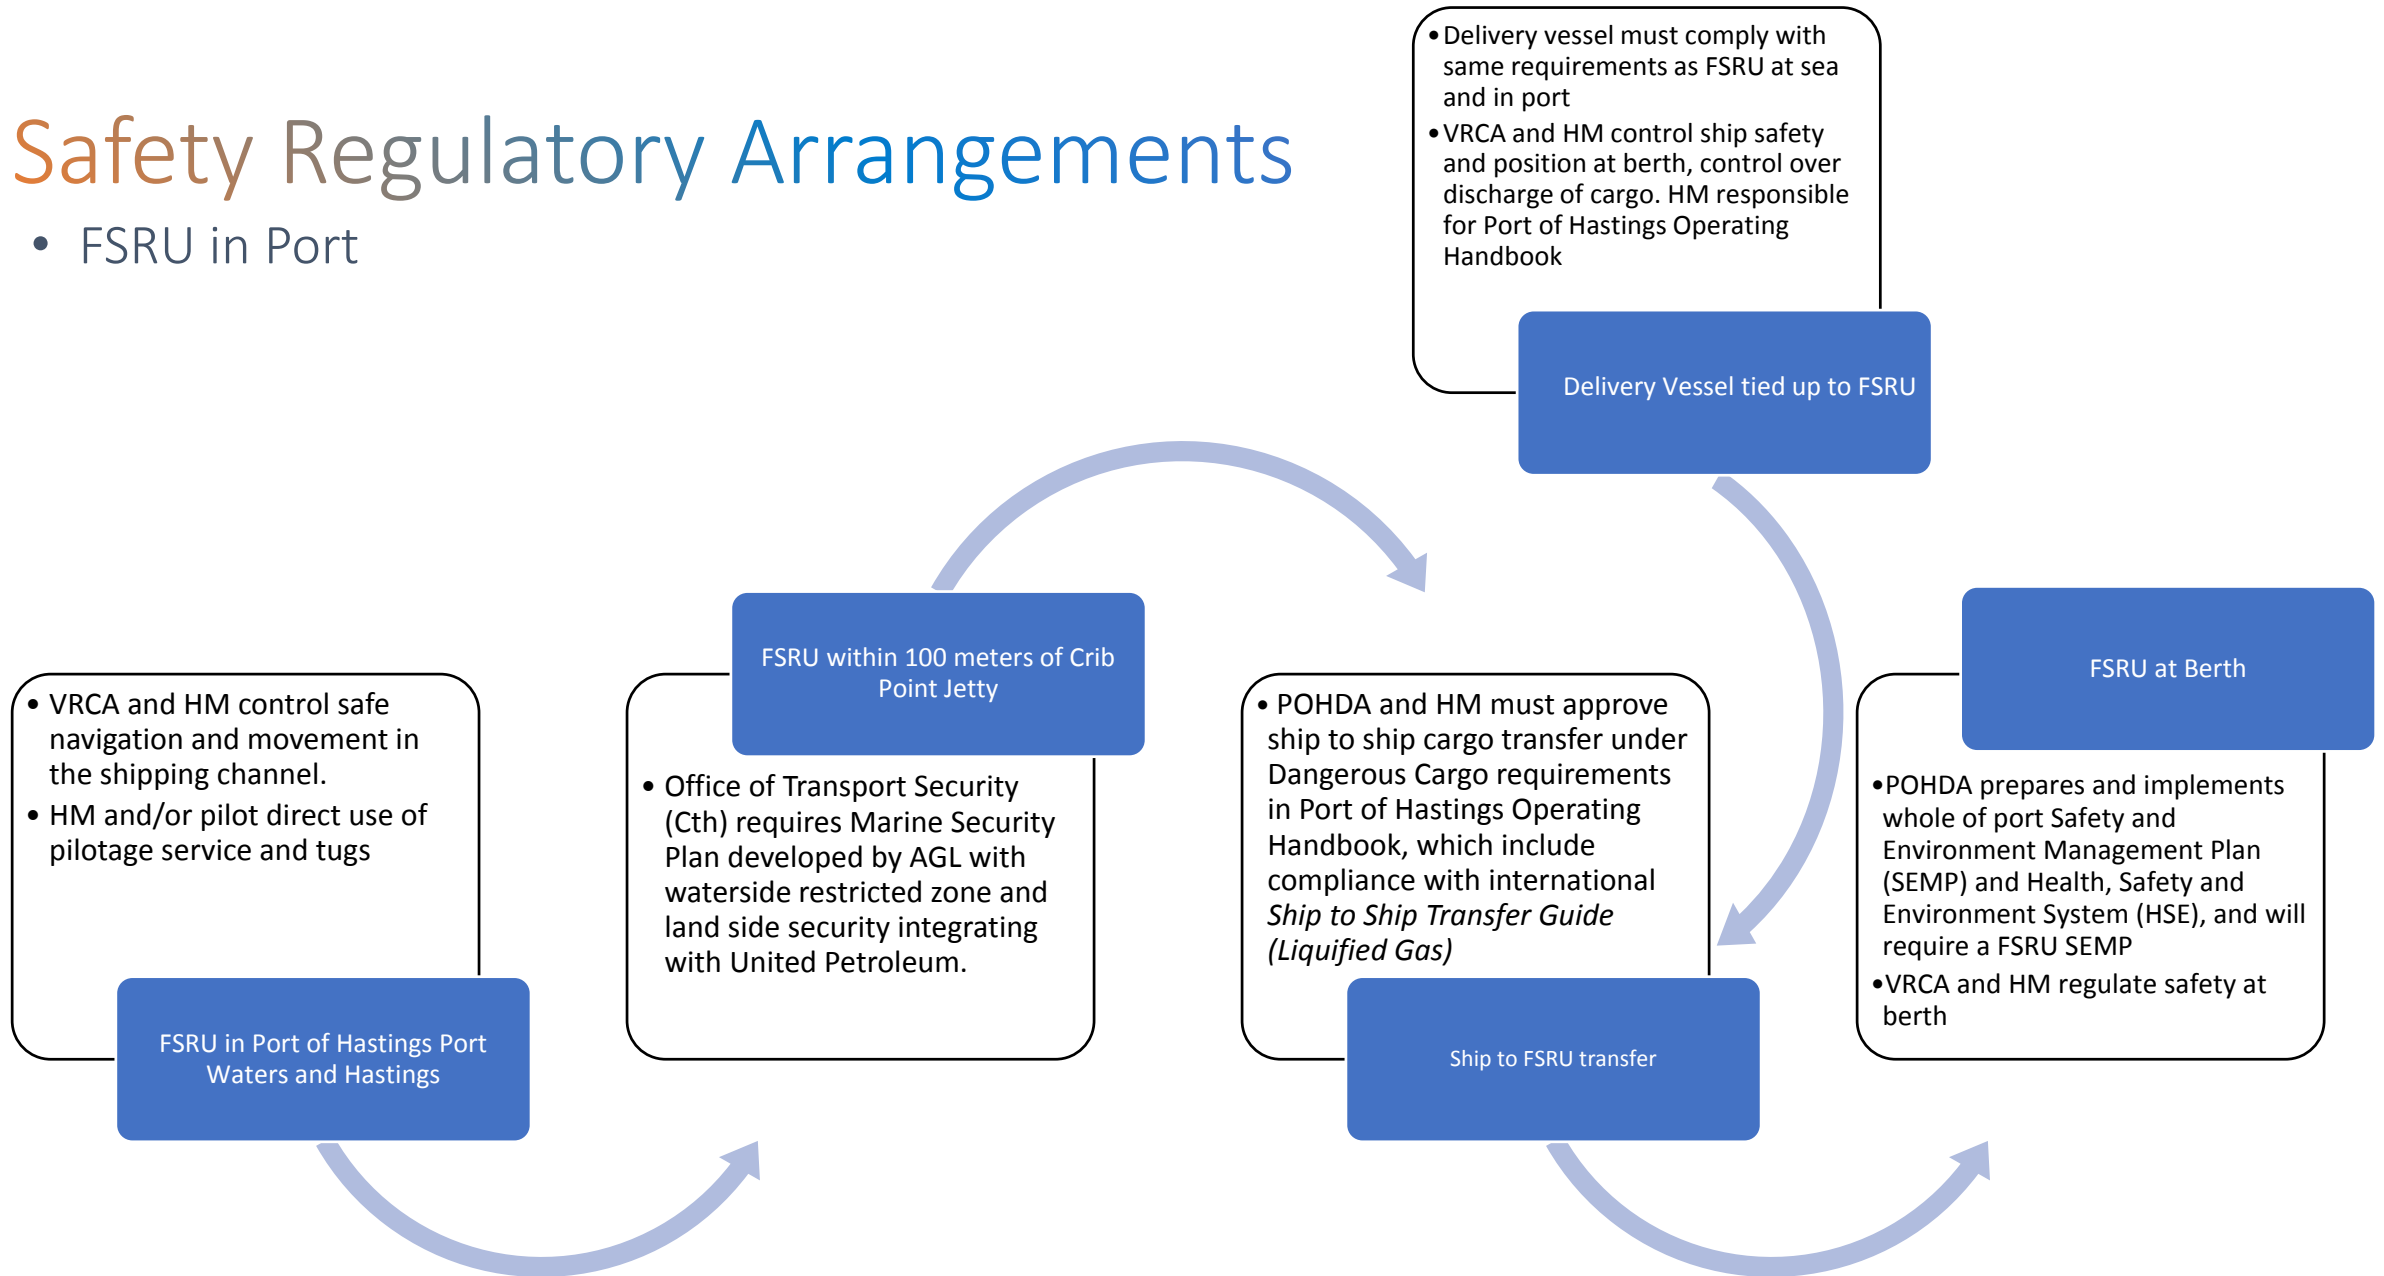 Safety Regulatory Arrangements
• FSRU in Port
•Delivery vessel must comply with
same requirements as FSRU at sea
and in port
•VRCA and HM control ship safety
and position at berth, control over
discharge of cargo. HM responsible
for Port of Hastings Operating
Handbook
Delivery Vessel tied up to FSRU
• VRCA and HM control safe
navigation and movement in
the shipping channel.
• HM and/or pilot direct use of
pilotage service and tugs
FSRU in Port of Hastings Port
Waters and Hastings
FSRU within 100 meters of Crib
Point Jetty
• Office of Transport Security
(Cth) requires Marine Security
Plan developed by AGL with
waterside restricted zone and
land side security integrating
with United Petroleum.
• POHDA and HM must approve
ship to ship cargo transfer under
Dangerous Cargo requirements
in Port of Hastings Operating
Handbook, which include
compliance with international
Ship to Ship Transfer Guide
(Liquified Gas)
Ship to FSRU transfer
FSRU at Berth
•POHDA prepares and implements
whole of port Safety and
Environment Management Plan
(SEMP) and Health, Safety and
Environment System (HSE), and will
require a FSRU SEMP
•VRCA and HM regulate safety at
berth